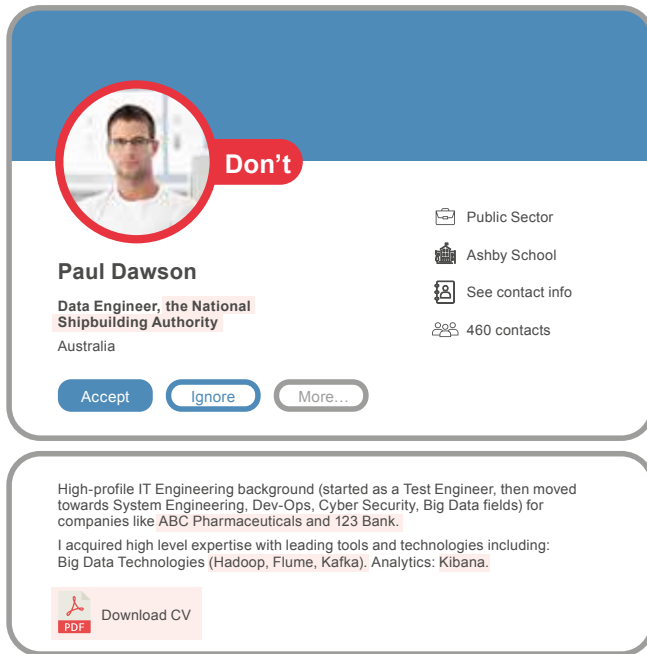 Don’t
Paul Dawson
Data Engineer, the National
Shipbuilding Authority
Australia
Public Sector
Ashby School
See contact info
460 contacts
Accept
Ignore
More…
High-profile IT Engineering background (started as a Test Engineer, then moved
towards System Engineering, Dev-Ops, Cyber Security, Big Data fields) for
companies like ABC Pharmaceuticals and 123 Bank.
I acquired high level expertise with leading tools and technologies including:
Big Data Technologies (Hadoop, Flume, Kafka). Analytics: Kibana.
PDF
Download CV